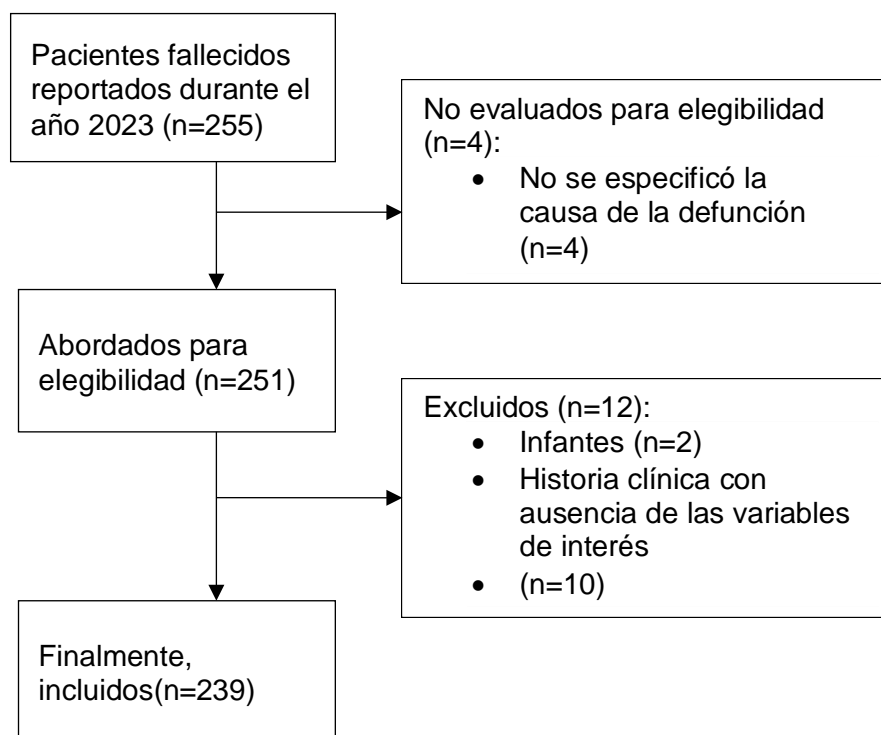 Pacientes fallecidos
reportados durante el
año 2023 (n=255)
No evaluados para elegibilidad
(n=4):
• No se especificó la
causa de la defunción
(n=4)
Abordados para
elegibilidad (n=251)
Excluidos (n=12):
• Infantes (n=2)
• Historia clínica con
ausencia de las variables
de interés
• (n=10)
Finalmente,
incluidos(n=239)